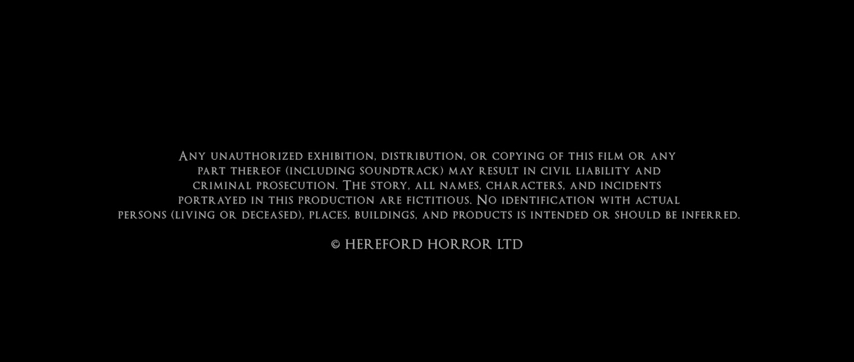 Any unauthorized exhibition, distribution, or copying of this film or any
part thereof (including soundtrack) may result in civil liability and
criminal prosecution. The story, all names, characters, and incidents
portrayed in this production are fictitious. No identification with actual
persons (living or deceased), places, buildings, and products is intended or should be inferred.
© HEREFORD HORROR LTD